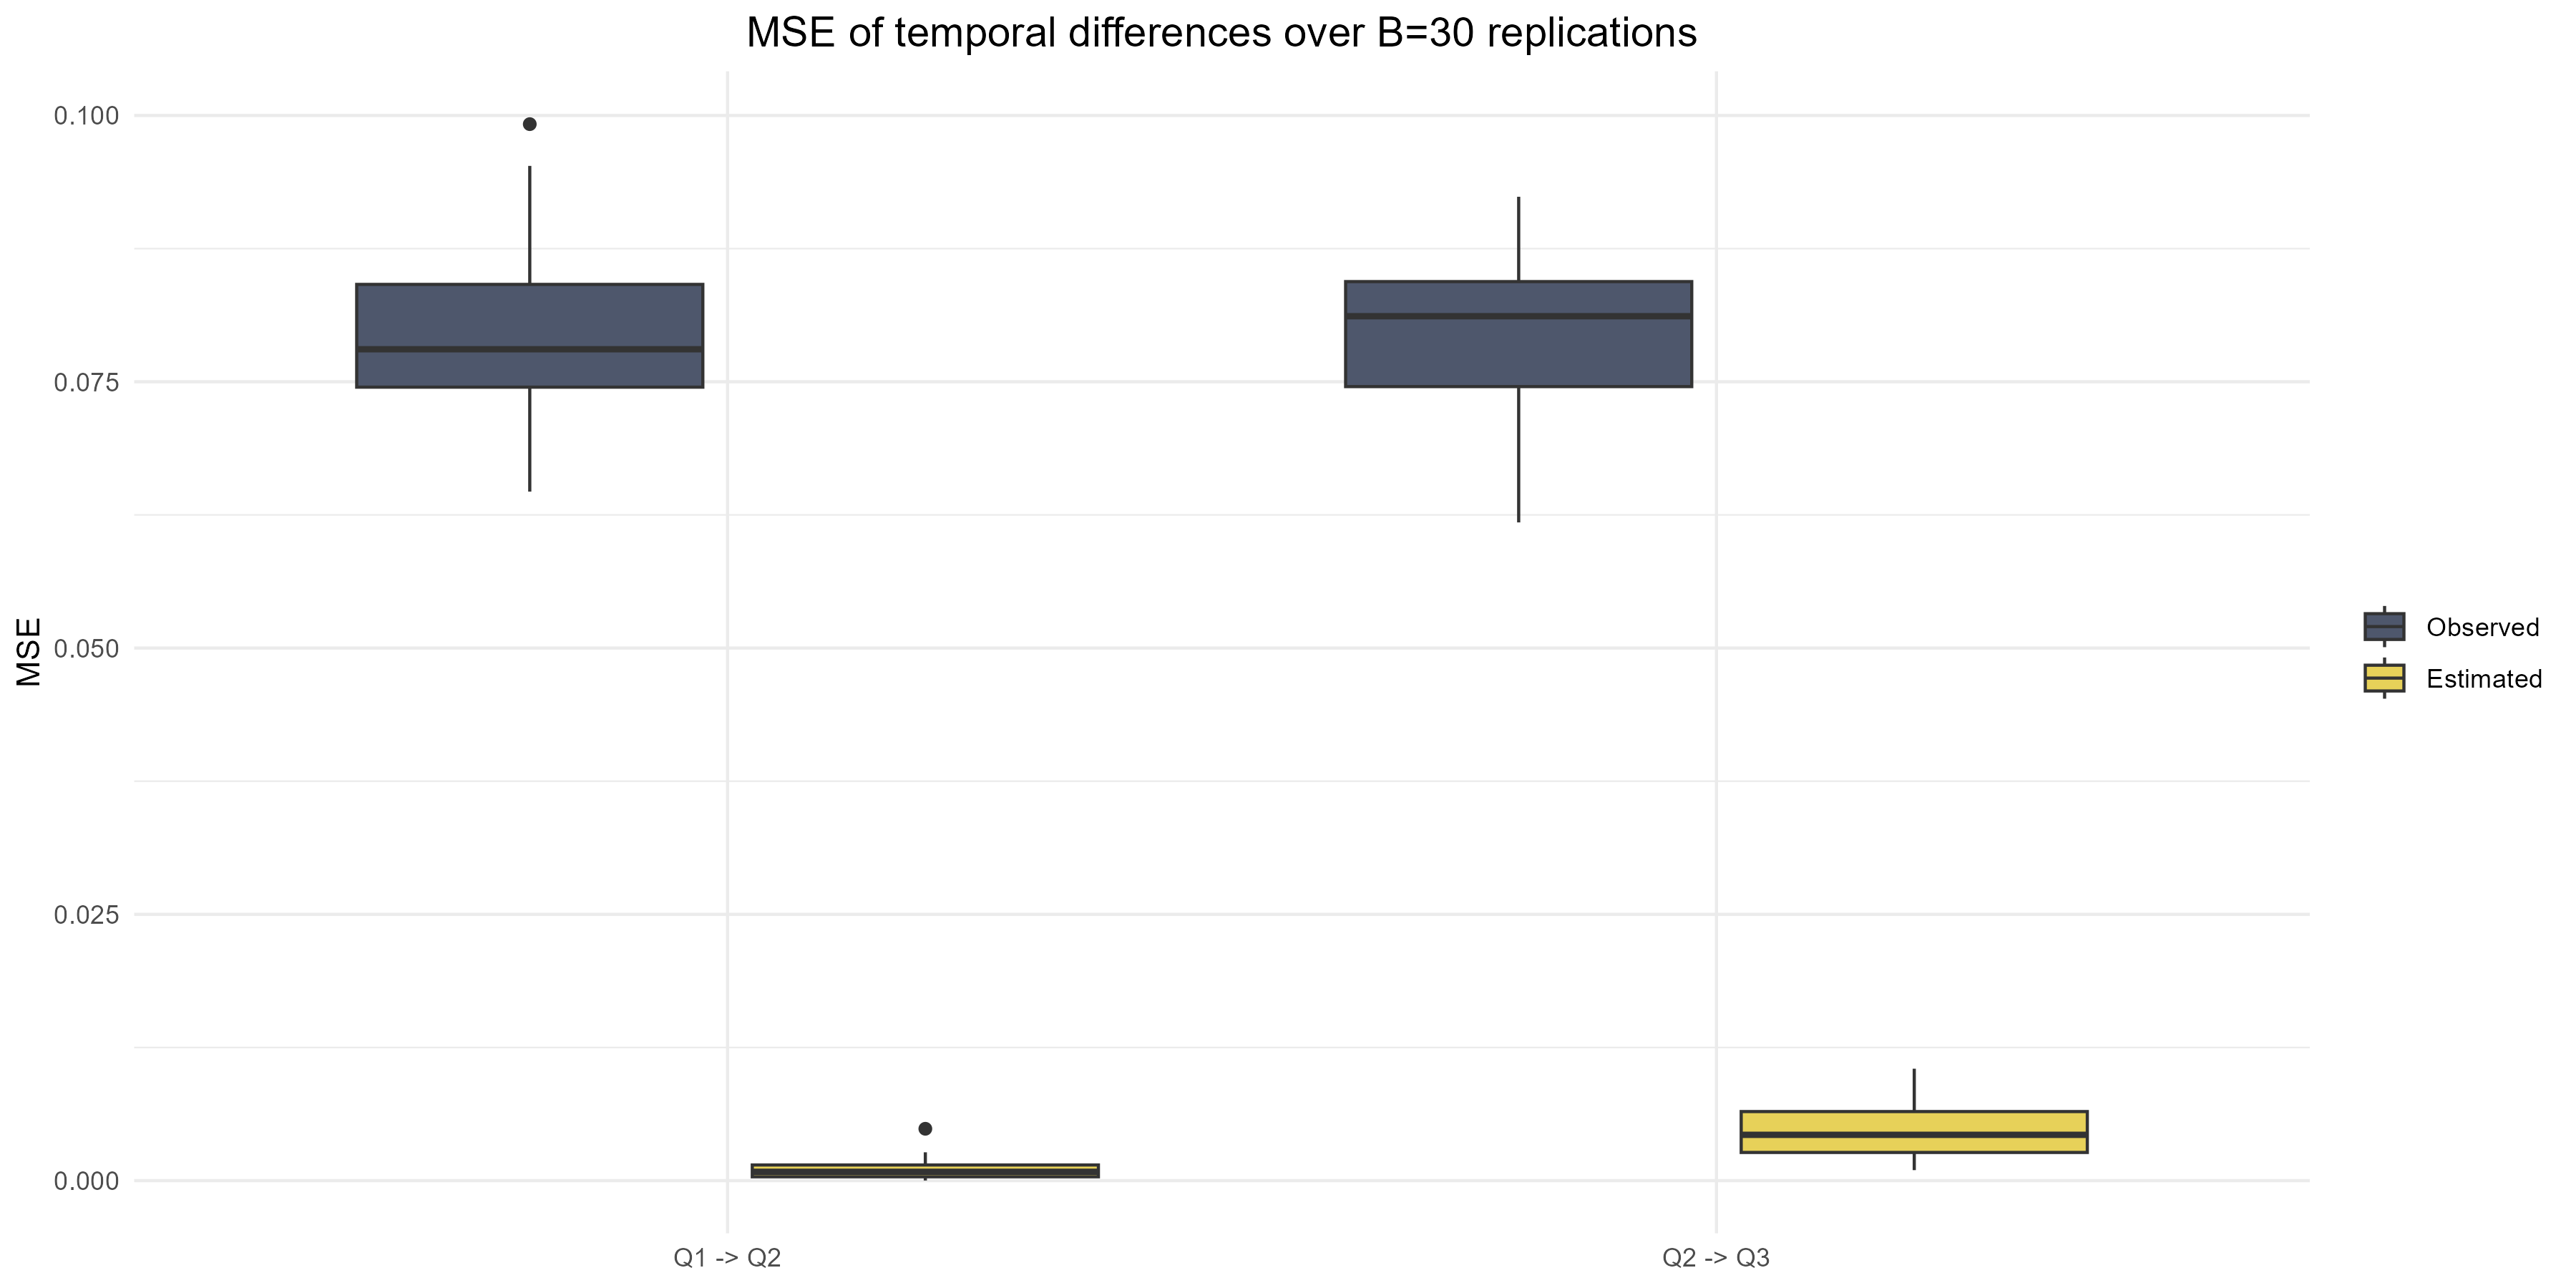 MSE of temporal differences over B=30 replications
MSE
0.100
0.075
0.050
0.025
0.000
Q1 -> Q2
Q2 -> Q3
Observed
Estimated